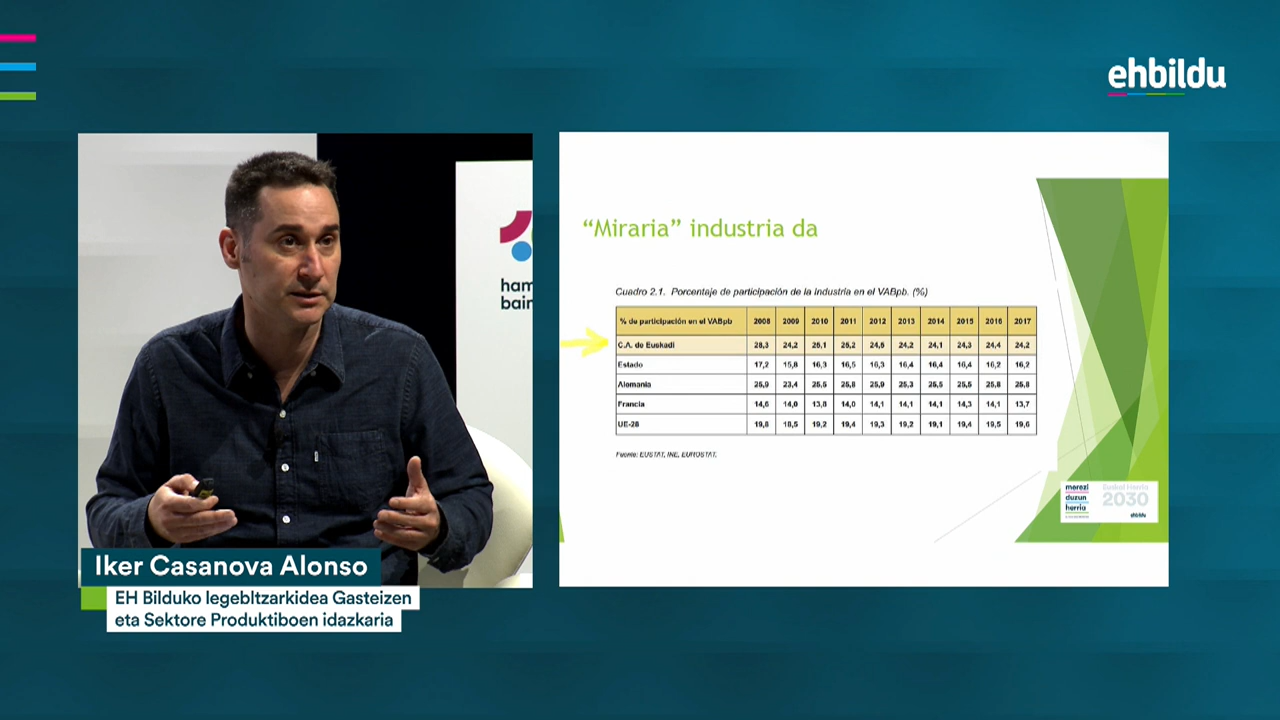 ehbildu
ham
bain
"Miraria" industria da
Cuadro 2.1. Porcentaje de participación de la industria en el VABpb. (%)
% de participación en el VABpb 2008 2009 2010 2011 2012 2013 2014 2015 2016 2017
C.A. de Euskadi 28,3 24,2 25,1 25,2 24,6 24,2 24,1 24,3 24,4 24,2
Estado 17,2 15,8 16,3 16,5 16,3 16,4 16,4 16,4 16,2 16,2
Alemania 25,9 23,4 25,5 25,8 25,9 25,3 25,5 25,5 25,8 25,8
Francia 14,6 14,0 13,8 14,0 14,1 14,1 14,1 14,3 14,1 13,7
UE-28 19,8 18,5 19,2 19,4 19,3 19,2 19,1 19,4 19,5 19,6
Fuente: EUSTAT, INE, EUROSTAT.
merezi
duzun
herria
Euskal Herria
2030
ehbildu
Iker Casanova Alonso
EH Bilduko legebltzarkidea Gasteizen
eta Sektore Produktiboen idazkaria